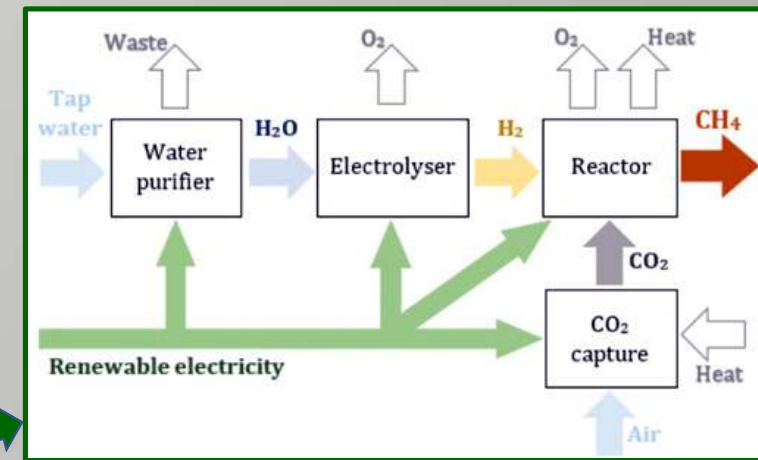 Waste
O₂
O₂
Heat
Tap
water
H₂O
H₂
CH₄
Water
purifier
Electrolyser
Reactor
CO₂
CO₂
capture
Renewable electricity
Heat
Air